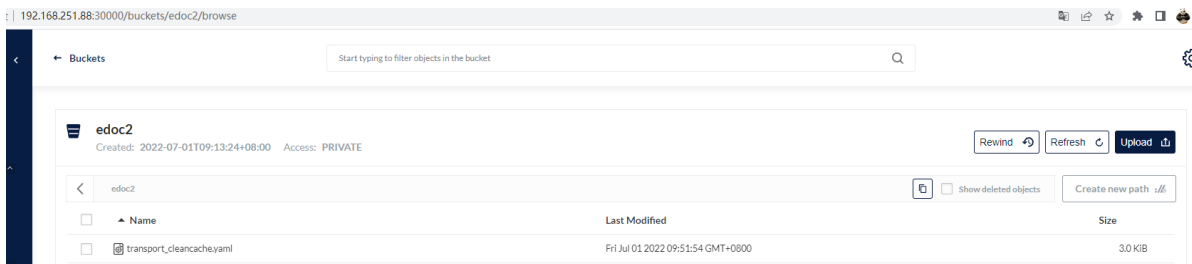 192.168.251.88:30000/buckets/edoc2/browse
Buckets
Start typing to filter objects in the bucket
edoc2
Created: 2022-07-01T09:13:24+08:00 Access: PRIVATE
Rewind Refresh Upload
edoc2 Show deleted objects Create new path
Name Last Modified Size
transport_cleancache.yaml Fri Jul 01 2022 09:51:54 GMT+0800 3.0 KiB